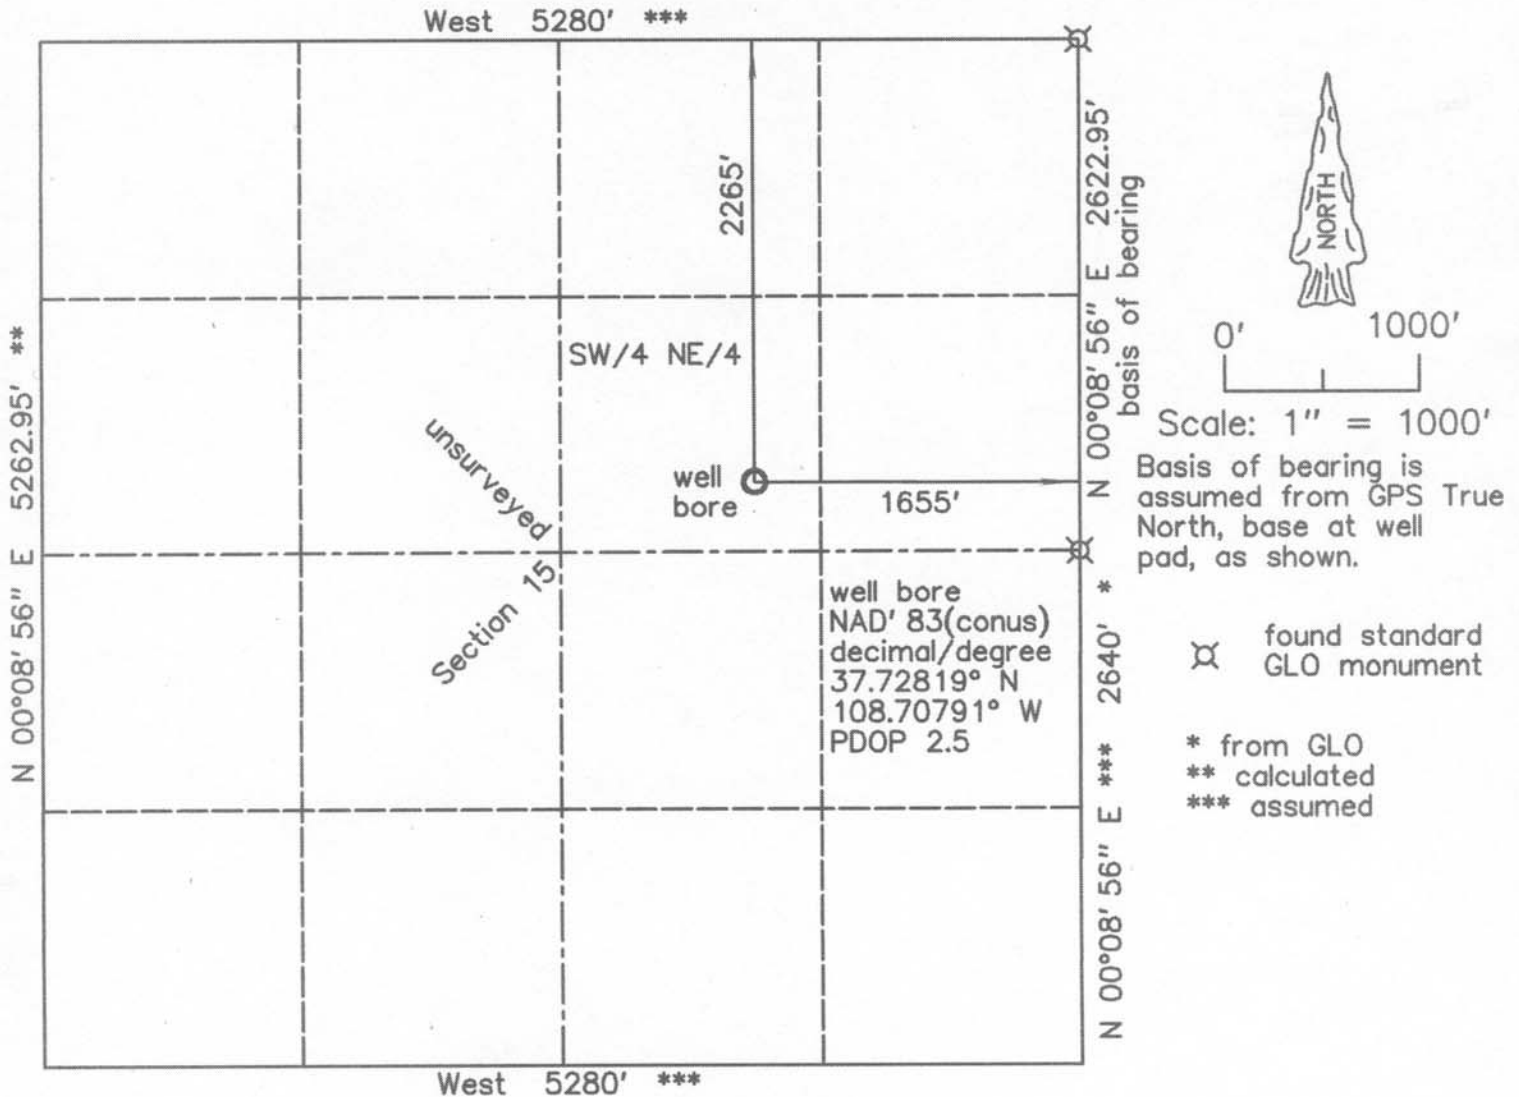 West 5280' ***
2265'
N 00°08' 56" E 2622.95'
basis of bearing
NORTH
0' 1000'
Scale: 1" = 1000'
Basis of bearing is
assumed from GPS True
North, base at well
pad, as shown.
N 00°08' 56" E 5262.95' **
SW/4 NE/4
unsurveyed
Section 15
well
bore
1655'
well bore
NAD' 83(conus)
decimal/degree
37.72819° N
108.70791° W
PDOP 2.5
N 00°08' 56" E *** 2640' *
found standard
GLO monument
* from GLO
** calculated
*** assumed
West 5280' ***